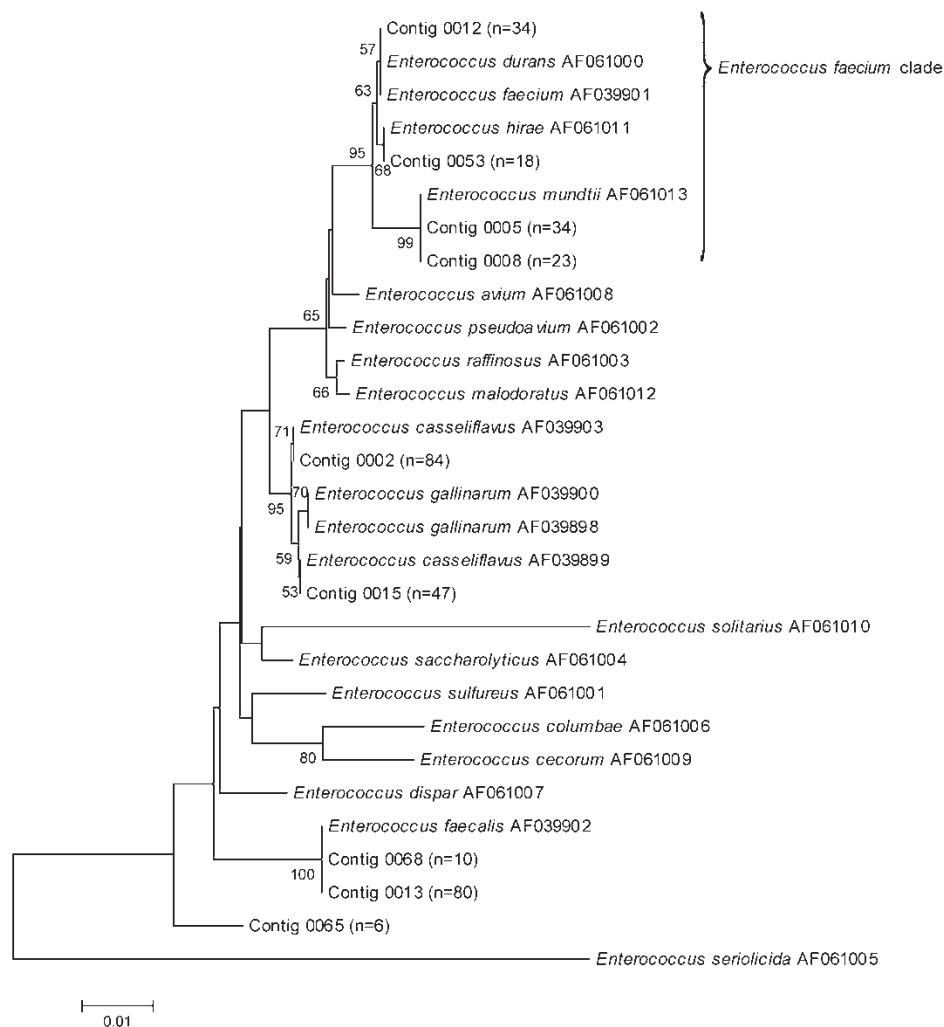 Contig 0012 (n=34)
57
Enterococcus durans AF061000
Enterococcus faecium clade
63
Enterococcus faecium AF039901
Enterococcus hirae AF061011
95
68
Contig 0053 (n=18)
Enterococcus mundtii AF061013
Contig 0005 (n=34)
99
Contig 0008 (n=23)
Enterococcus avium AF061008
65
Enterococcus pseudoavium AF061002
Enterococcus raffinosus AF061003
66
Enterococcus malodoratus AF061012
71
Enterococcus casseliflavus AF039903
Contig 0002 (n=84)
70
Enterococcus gallinarum AF039900
95
Enterococcus gallinarum AF039898
59
Enterococcus casseliflavus AF039899
53
Contig 0015 (n=47)
Enterococcus solitarius AF061010
Enterococcus saccharolyticus AF061004
Enterococcus sulfureus AF061001
Enterococcus columbae AF061006
80
Enterococcus cecorum AF061009
Enterococcus dispar AF061007
Enterococcus faecalis AF039902
Contig 0068 (n=10)
100
Contig 0013 (n=80)
Contig 0065 (n=6)
Enterococcus seriolicida AF061005
0.01